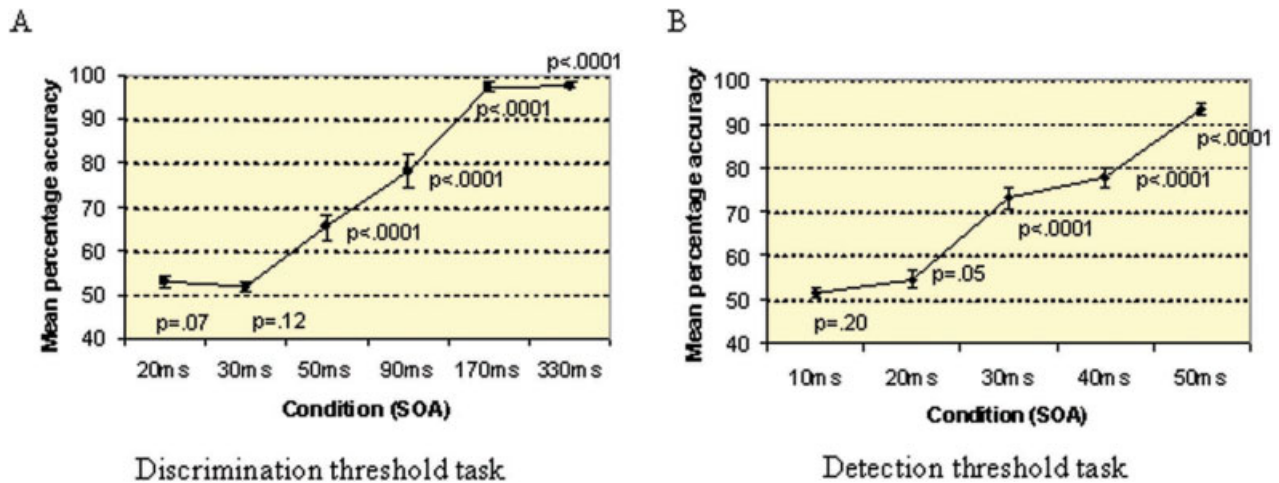 A
Mean percentage accuracy
100
90
80
70
60
50
40
p=.07
p=.12
p<.0001
p<.0001
p<.0001
p<.0001
20ms 30ms 50ms 90ms 170ms 330ms
Condition (SOA)
Discrimination threshold task
B
Mean percentage accuracy
100
90
80
70
60
50
40
p=.20
p=.05
p<.0001
p<.0001
p<.0001
10ms 20ms 30ms 40ms 50ms
Condition (SOA)
Detection threshold task